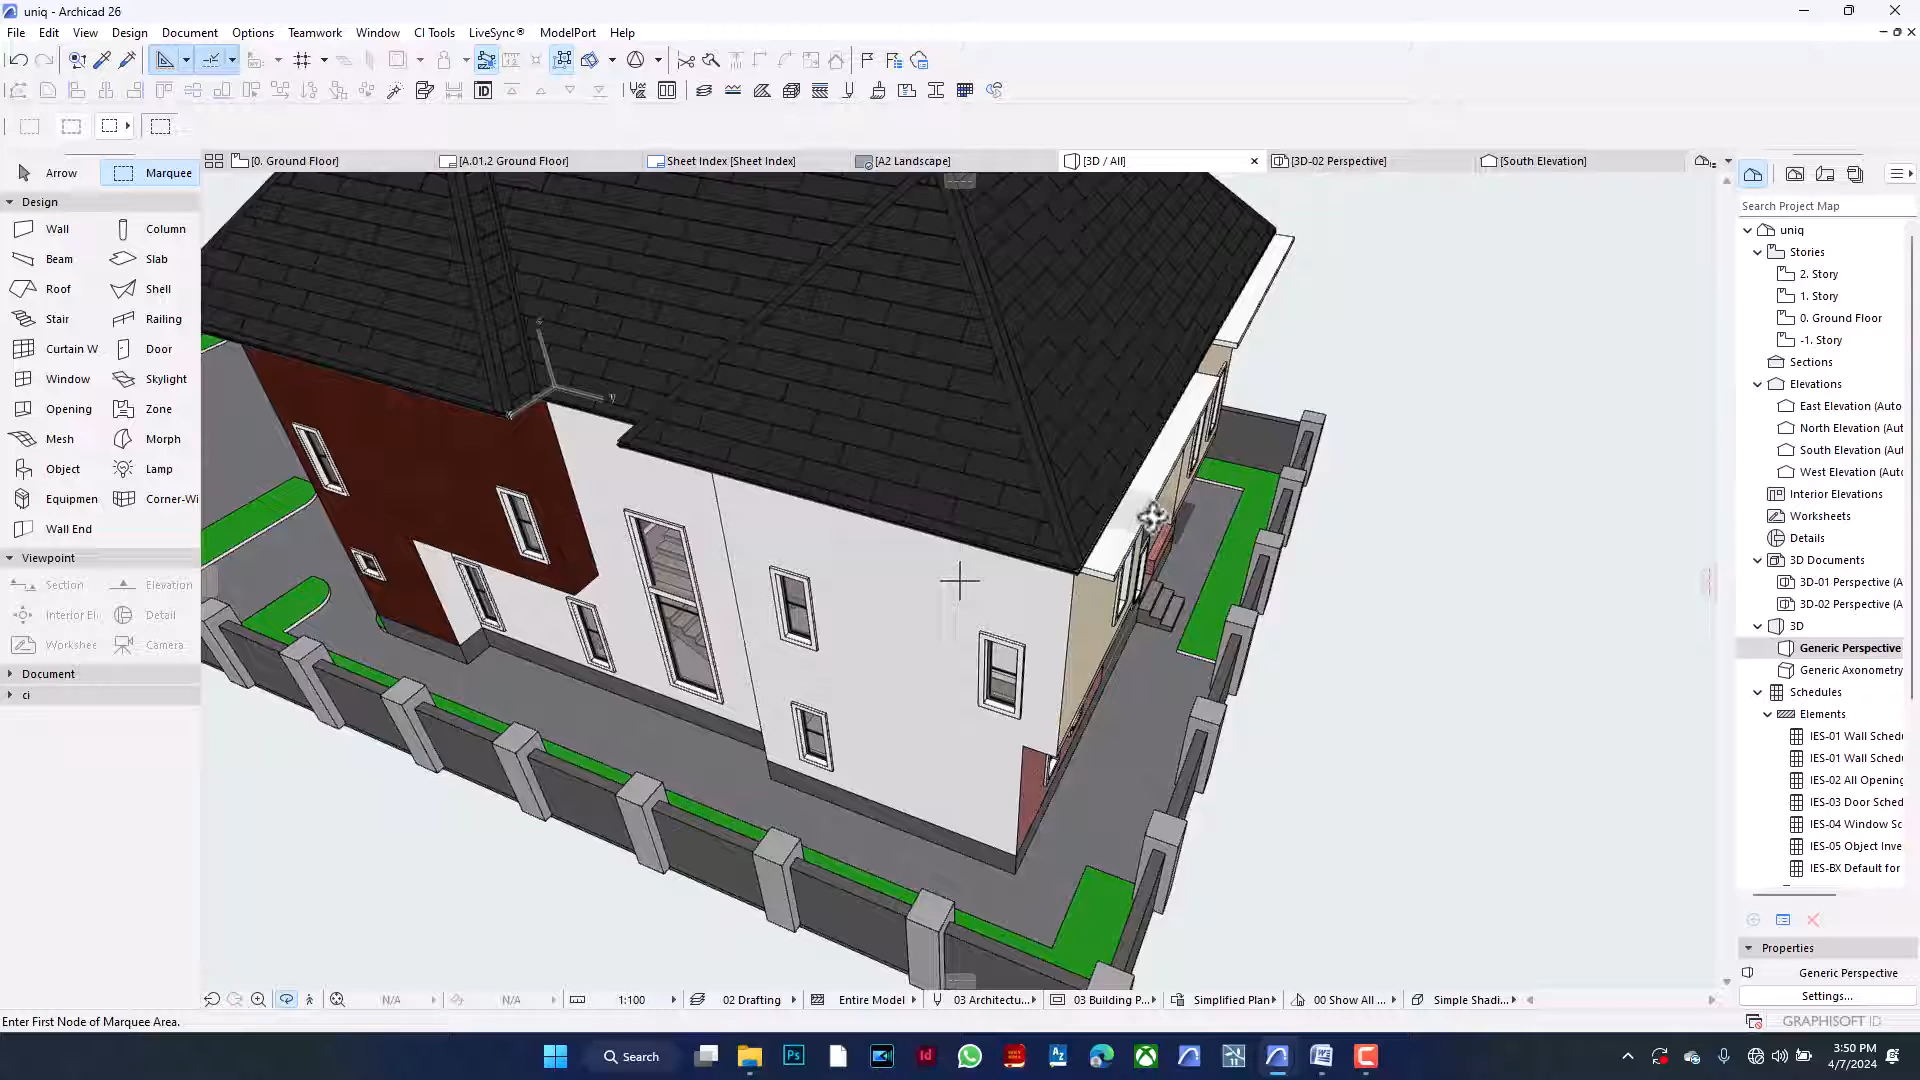 uniq - Archicad 26
File Edit View Design Document Options Teamwork Window CI Tools LiveSync® ModelPort Help
[0. Ground Floor] [A.01.2 Ground Floor] Sheet Index [Sheet Index] [A2 Landscape] [3D / All] [3D-02 Perspective] [South Elevation]
Arrow Marquee
Design
Wall Column
Beam Slab
Roof Shell
Stair Railing
Curtain W Door
Window Skylight
Opening Zone
Mesh Morph
Object Lamp
Equipmen Corner-Wi
Wall End
Viewpoint
Section Elevation
Interior El Detail
Workshee Camera
Document
ci
Search Project Map
uniq
Stories
2. Story
1. Story
0. Ground Floor
-1. Story
Sections
Elevations
East Elevation (Auto
North Elevation (Aut
South Elevation (Aut
West Elevation (Auto
Interior Elevations
Worksheets
Details
3D Documents
3D-01 Perspective (A
3D-02 Perspective (A
3D
Generic Perspective
Generic Axonometry
Schedules
Elements
IES-01 Wall Sched
IES-01 Wall Sched
IES-02 All Opening
IES-03 Door Sched
IES-04 Window Sc
IES-05 Object Inve
IES-BX Default for
Properties
Generic Perspective
Settings...
N/A N/A 1:100 02 Drafting Entire Model 03 Architectu... 03 Building P... Simplified Plan 00 Show All ... Simple Shadi...
Enter First Node of Marquee Area.
GRAPHISOFT ID
Search
3:50 PM
4/7/2024